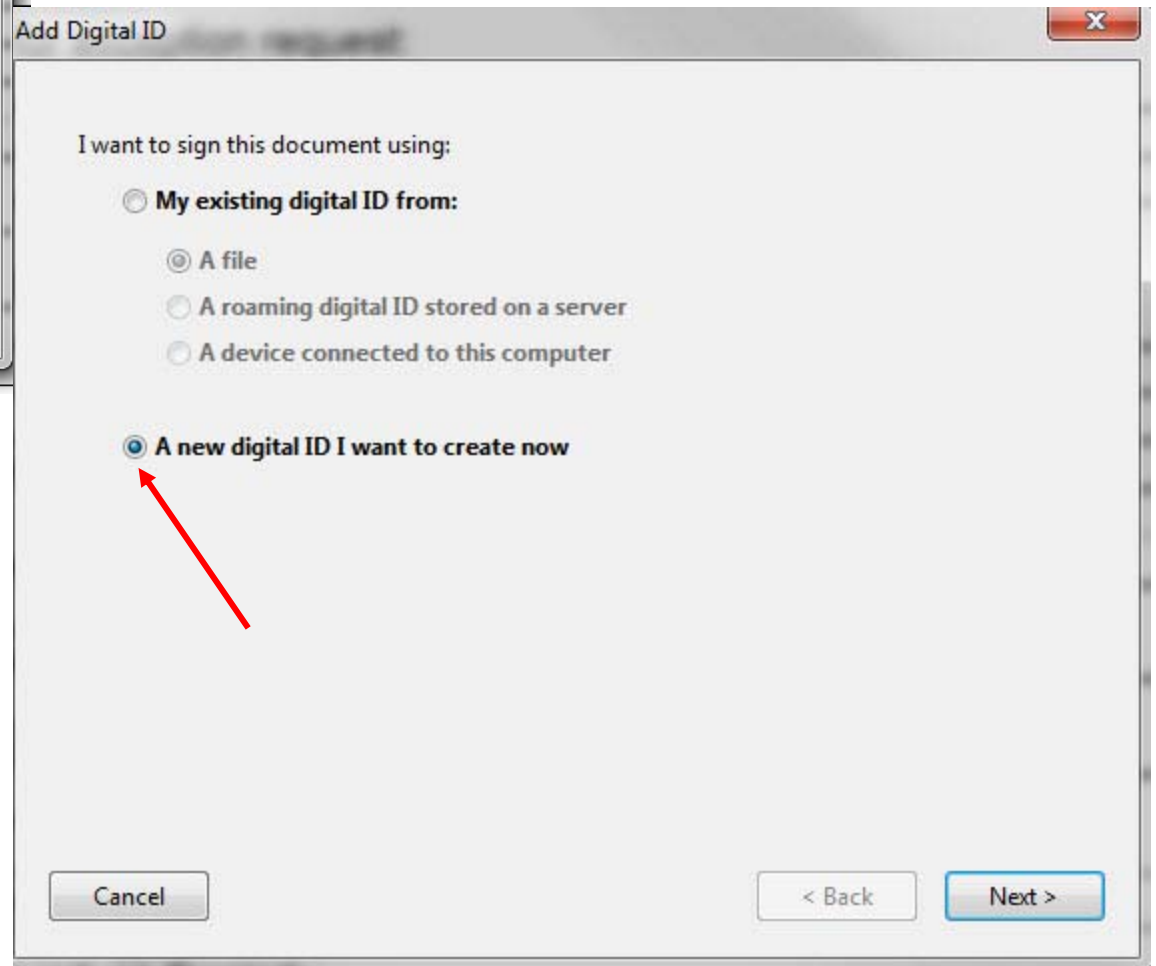 Add Digital ID
I want to sign this document using:
My existing digital ID from:
A file
A roaming digital ID stored on a server
A device connected to this computer
A new digital ID I want to create now
Cancel
< Back
Next >